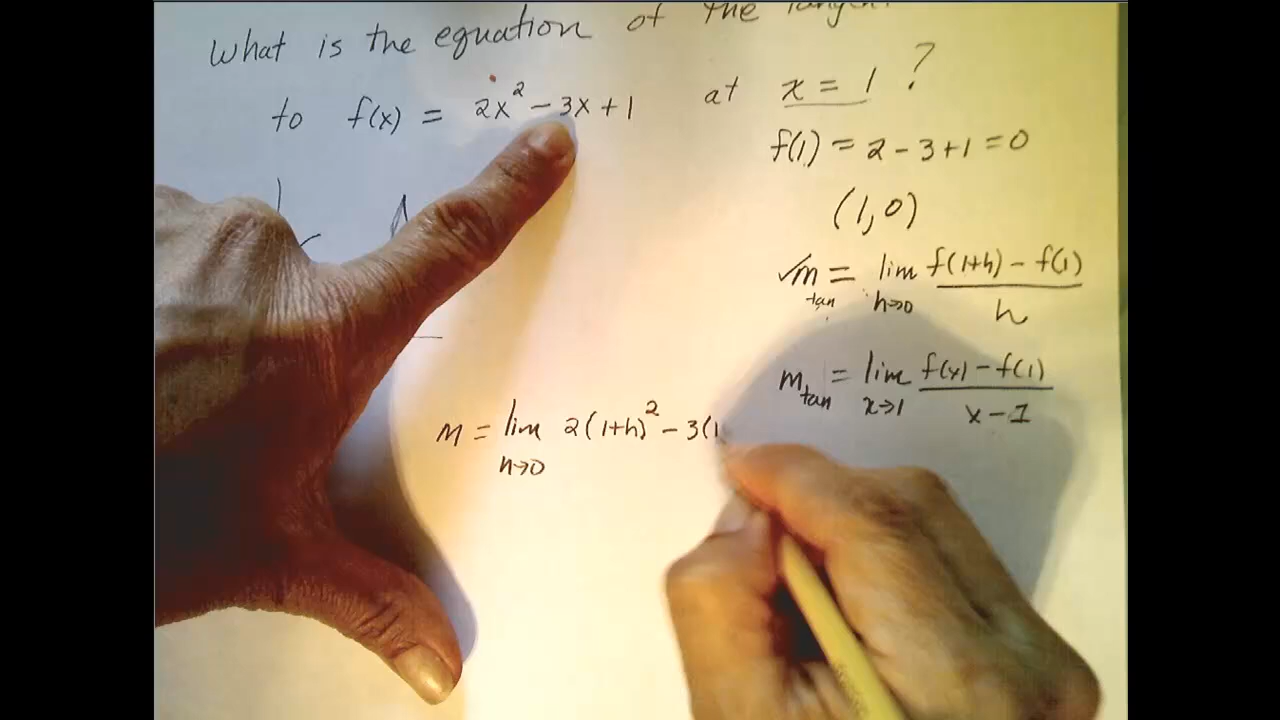 What is the equation of the tangent
to f(x) = 2x² - 3x + 1 at x = 1 ?
f(1) = 2 - 3 + 1 = 0
(1, 0)
✓m tan = lim h→0 f(1+h) - f(1) / h
m tan = lim x→1 f(x) - f(1) / x - 1
m = lim h→0 2(1+h)² - 3(1